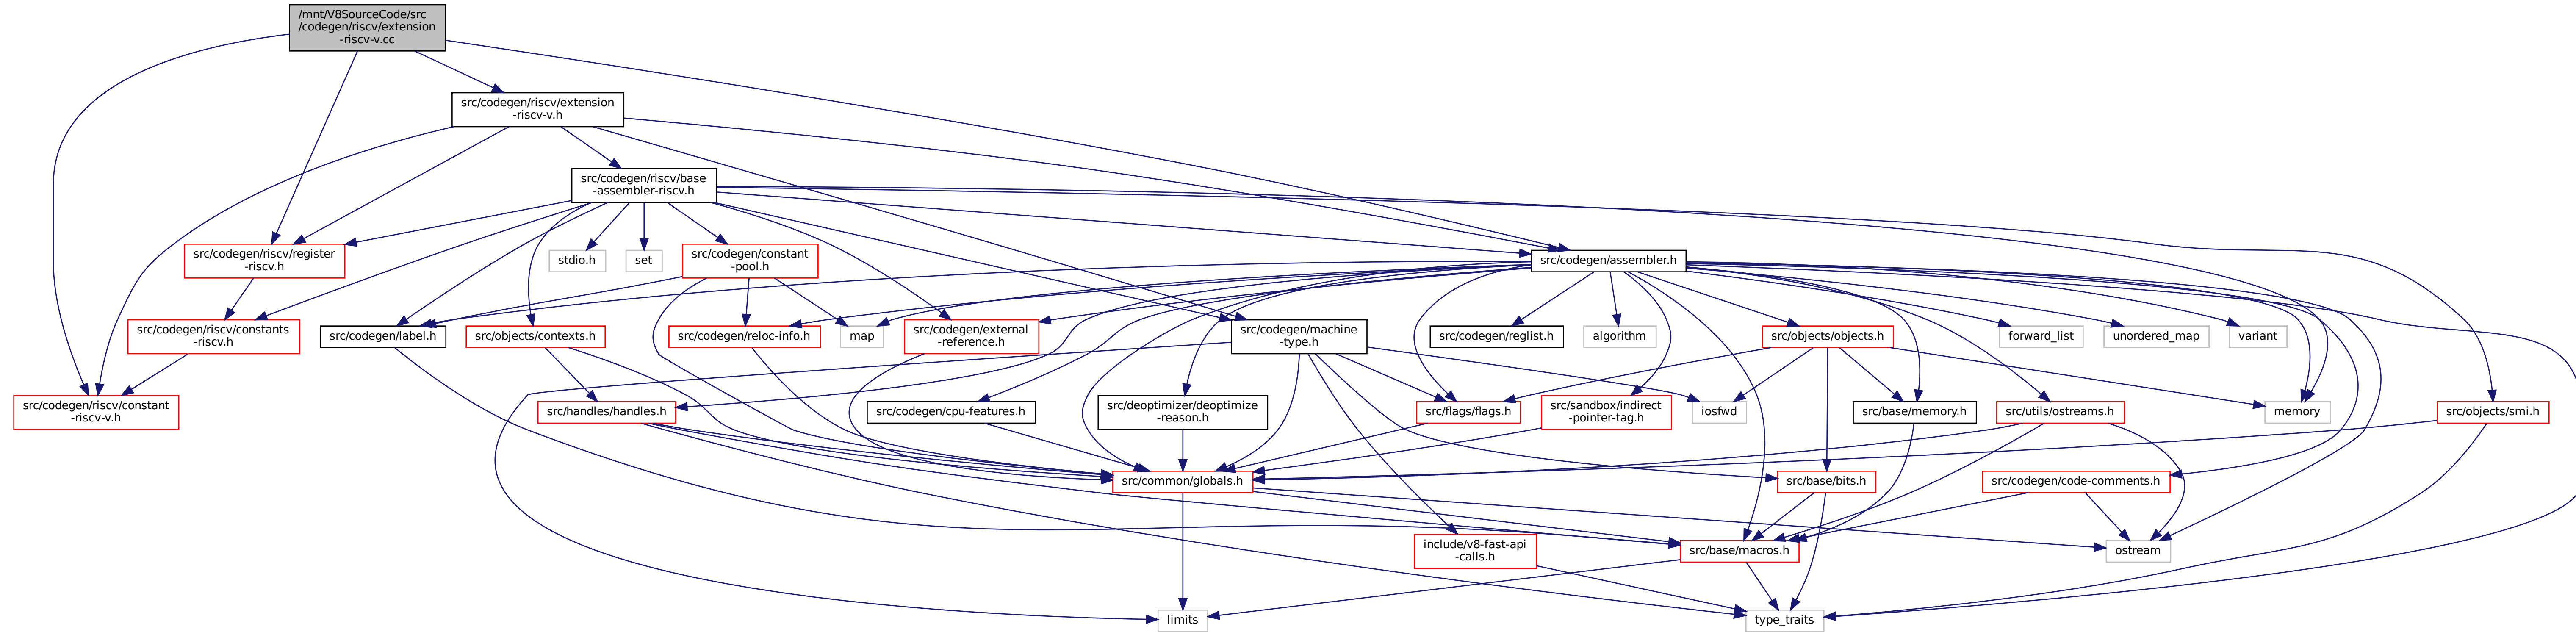 /mnt/V8SourceCode/src
/codegen/riscv/extension
-riscv-v.cc
src/codegen/riscv/extension
-riscv-v.h
src/codegen/riscv/base
-assembler-riscv.h
src/codegen/riscv/register
-riscv.h
stdio.h
set
src/codegen/constant
-pool.h
src/codegen/assembler.h
src/codegen/riscv/constants
-riscv.h
src/codegen/label.h
src/objects/contexts.h
src/codegen/reloc-info.h
map
src/codegen/external
-reference.h
src/codegen/machine
-type.h
src/codegen/reglist.h
algorithm
src/objects/objects.h
forward_list
unordered_map
variant
src/codegen/riscv/constant
-riscv-v.h
src/handles/handles.h
src/codegen/cpu-features.h
src/deoptimizer/deoptimize
-reason.h
src/flags/flags.h
src/sandbox/indirect
-pointer-tag.h
iosfwd
src/base/memory.h
src/utils/ostreams.h
memory
src/objects/smi.h
src/common/globals.h
src/base/bits.h
src/codegen/code-comments.h
include/v8-fast-api
-calls.h
src/base/macros.h
ostream
limits
type_traits